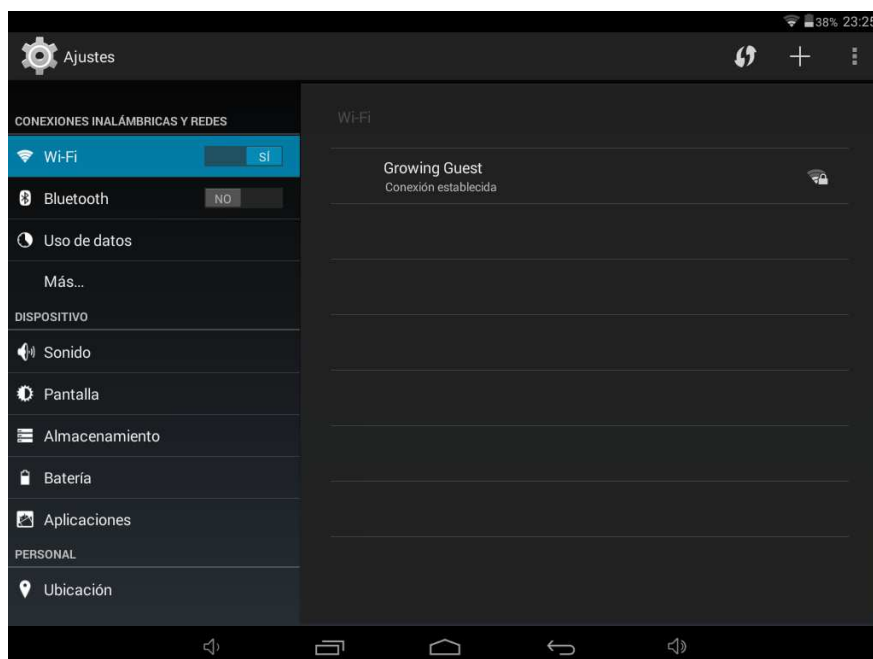 38% 23:25
Ajustes
CONEXIONES INALÁMBRICAS Y REDES
Wi-Fi SÍ
Bluetooth NO
Uso de datos
Más...
DISPOSITIVO
Sonido
Pantalla
Almacenamiento
Batería
Aplicaciones
PERSONAL
Ubicación
Wi-Fi
Growing Guest
Conexión establecida